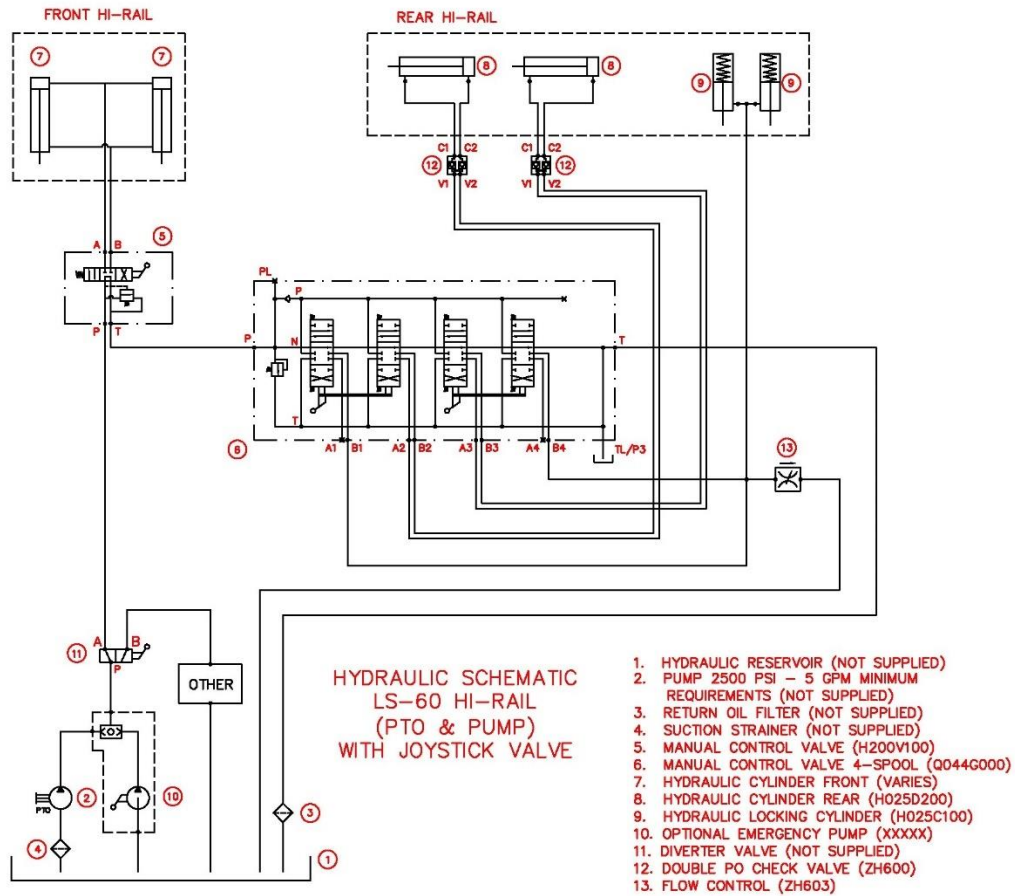 FRONT HI-RAIL
REAR HI-RAIL
7
7
8
8
9
9
C1 C2
C1 C2
12
12
V1 V2
V1 V2
A B
5
P T
PL
P
P
N
T
T
6
A1 B1
A2 B2
A3 B3
A4 B4
TL/P3
13
A B
11
P
OTHER
PTO
2
10
4
3
1
HYDRAULIC SCHEMATIC
LS-60 HI-RAIL
(PTO & PUMP)
WITH JOYSTICK VALVE
1. HYDRAULIC RESERVOIR (NOT SUPPLIED)
2. PUMP 2500 PSI - 5 GPM MINIMUM
REQUIREMENTS (NOT SUPPLIED)
3. RETURN OIL FILTER (NOT SUPPLIED)
4. SUCTION STRAINER (NOT SUPPLIED)
5. MANUAL CONTROL VALVE (H200V100)
6. MANUAL CONTROL VALVE 4-SPOOL (Q044G000)
7. HYDRAULIC CYLINDER FRONT (VARIES)
8. HYDRAULIC CYLINDER REAR (H025D200)
9. HYDRAULIC LOCKING CYLINDER (H025C100)
10. OPTIONAL EMERGENCY PUMP (XXXXX)
11. DIVERTER VALVE (NOT SUPPLIED)
12. DOUBLE PO CHECK VALVE (ZH600)
13. FLOW CONTROL (ZH603)